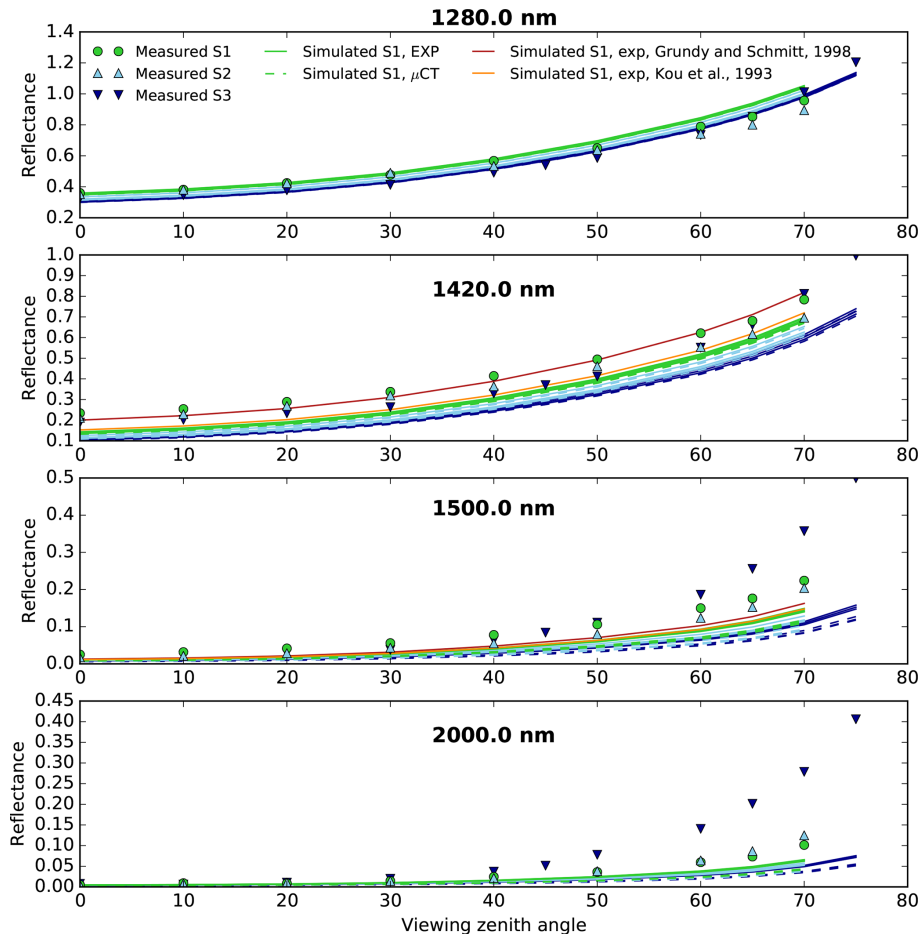 1280.0 nm
1.4
1.2
1.0
0.8
0.6
0.4
0.2
Reflectance
Measured S1
Measured S2
Measured S3
Simulated S1, EXP
Simulated S1, μCT
Simulated S1, exp, Grundy and Schmitt, 1998
Simulated S1, exp, Kou et al., 1993
0 10 20 30 40 50 60 70 80
1420.0 nm
1.0
0.9
0.8
0.7
0.6
0.5
0.4
0.3
0.2
0.1
Reflectance
0 10 20 30 40 50 60 70 80
1500.0 nm
0.5
0.4
0.3
0.2
0.1
0.0
Reflectance
0 10 20 30 40 50 60 70 80
2000.0 nm
0.45
0.40
0.35
0.30
0.25
0.20
0.15
0.10
0.05
0.00
Reflectance
0 10 20 30 40 50 60 70 80
Viewing zenith angle